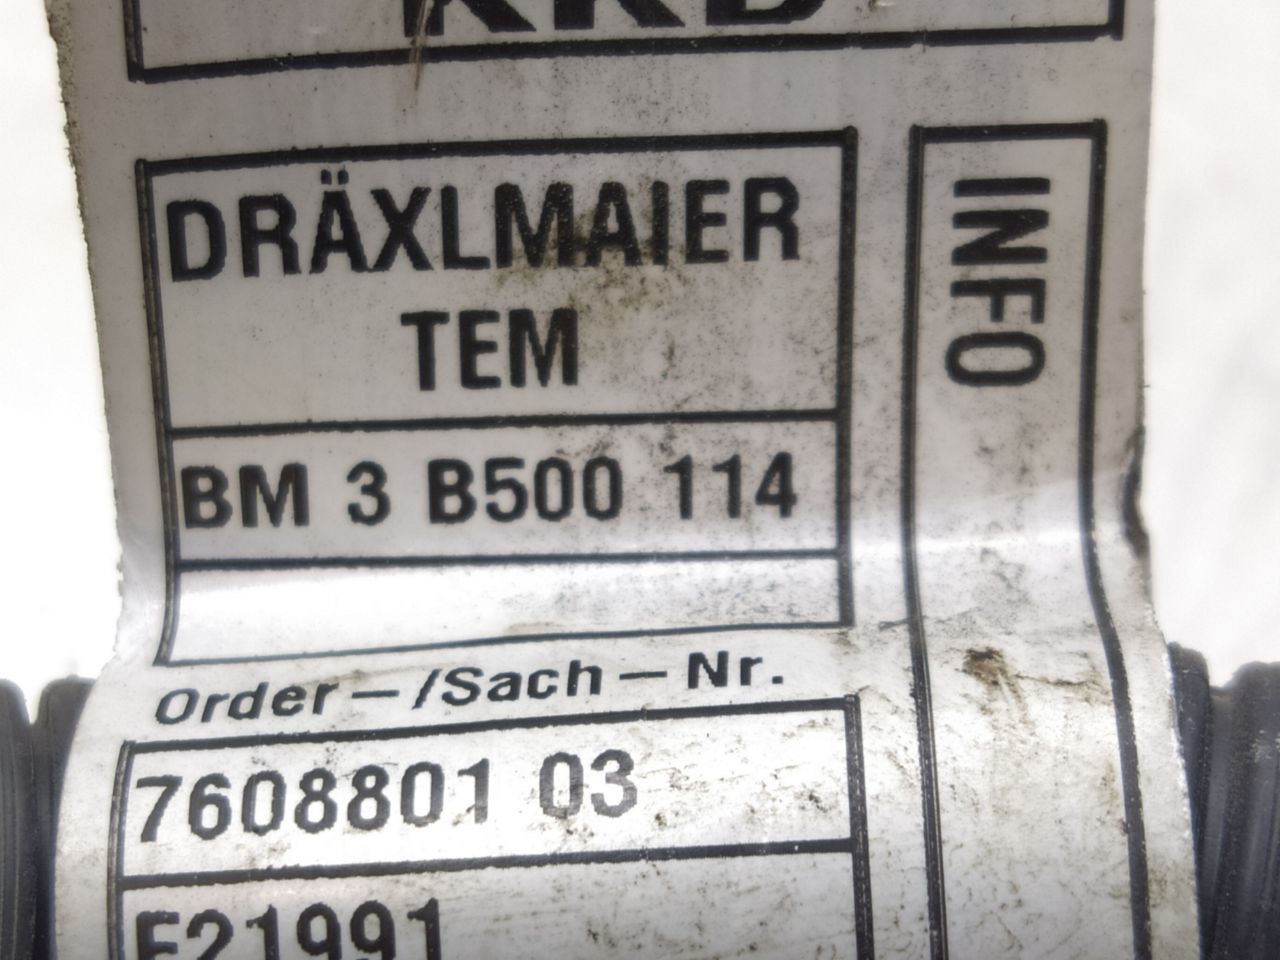 DRÄXLMAIER
TEM
BM 3 B500 114
INFO
Order-/Sach-Nr.
7608801 03